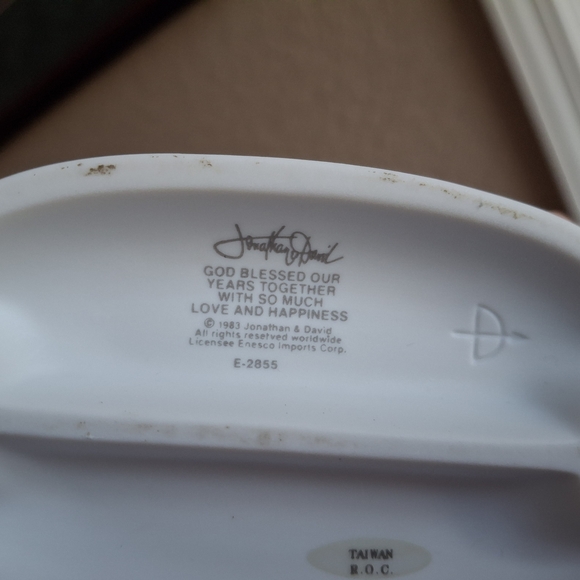 Jonathan & David
GOD BLESSED OUR
YEARS TOGETHER
WITH SO MUCH
LOVE AND HAPPINESS
© 1983 Jonathan & David
All rights reserved worldwide
Licensee Enesco Imports Corp.
E-2855
TAIWAN
R.O.C.